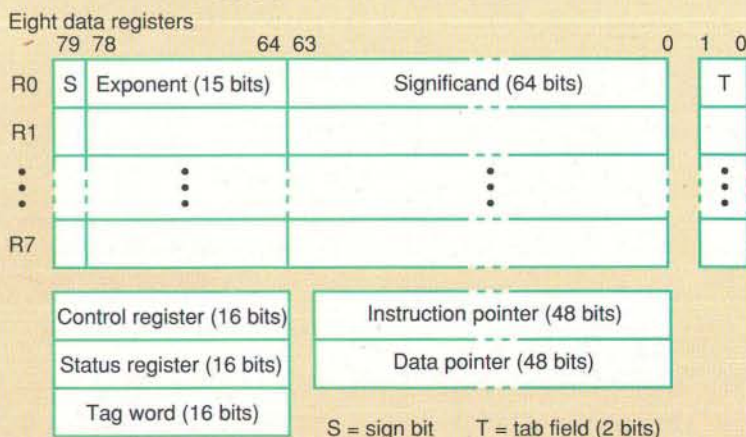 Eight data registers
79 78 64 63 0 1 0
R0 S Exponent (15 bits) Significand (64 bits) T
R1
R7
Control register (16 bits) Instruction pointer (48 bits)
Status register (16 bits) Data pointer (48 bits)
Tag word (16 bits)
S = sign bit T = tab field (2 bits)